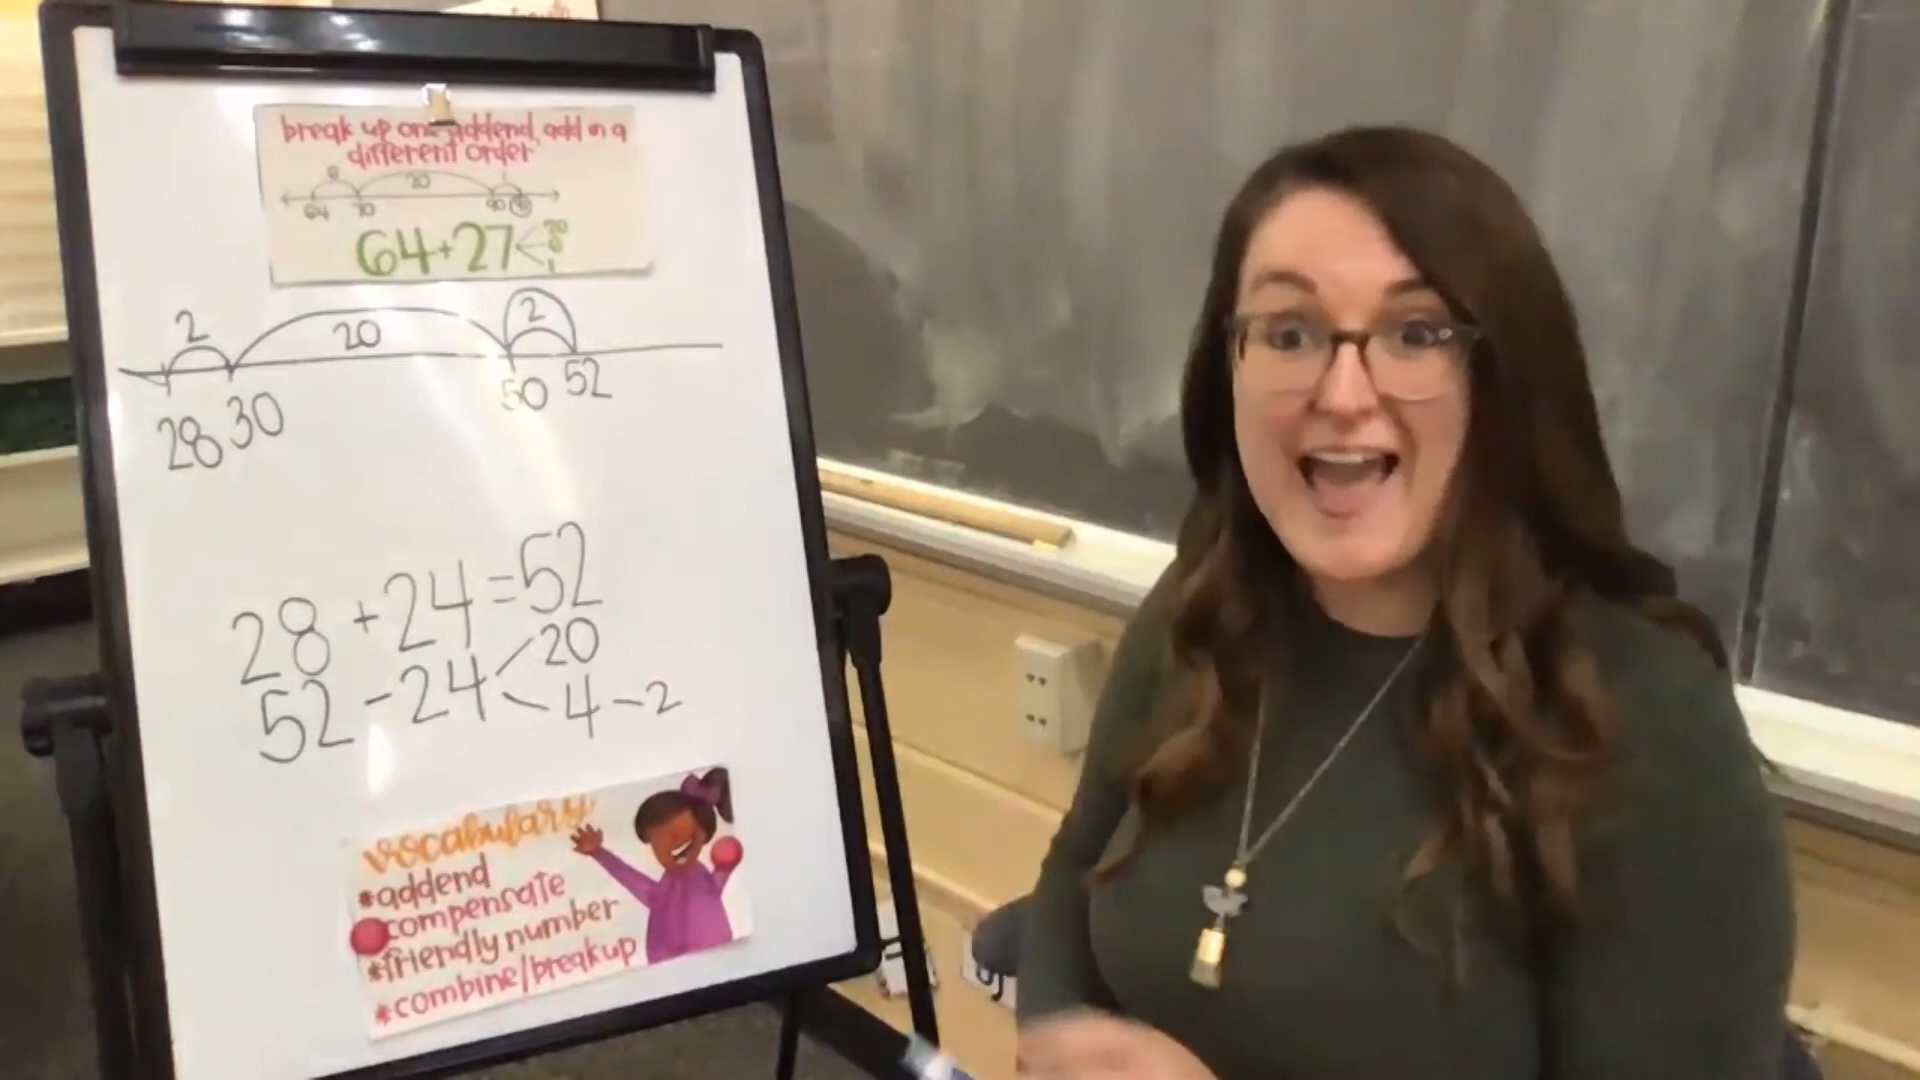 break up one addend, add in a
different order
20
64 70 90
64+27 20
2 20 2
28 30 50 52
28 + 24 = 52
52 - 24 20
4 - 2
vocabulary
*addend
compensate
*friendly number
*combine/breakup